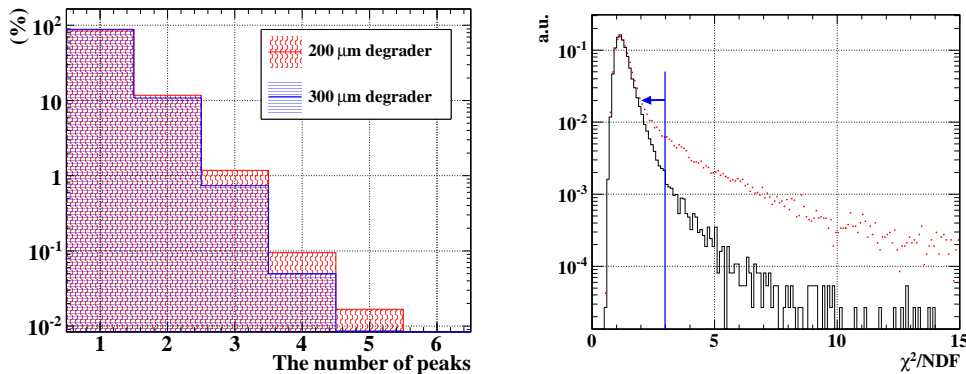 (%)
10²
10
1
10⁻¹
10⁻²
200 μm degrader
300 μm degrader
1 2 3 4 5 6
The number of peaks
a.u.
10⁻¹
10⁻²
10⁻³
10⁻⁴
0 5 10 15
χ²/NDF